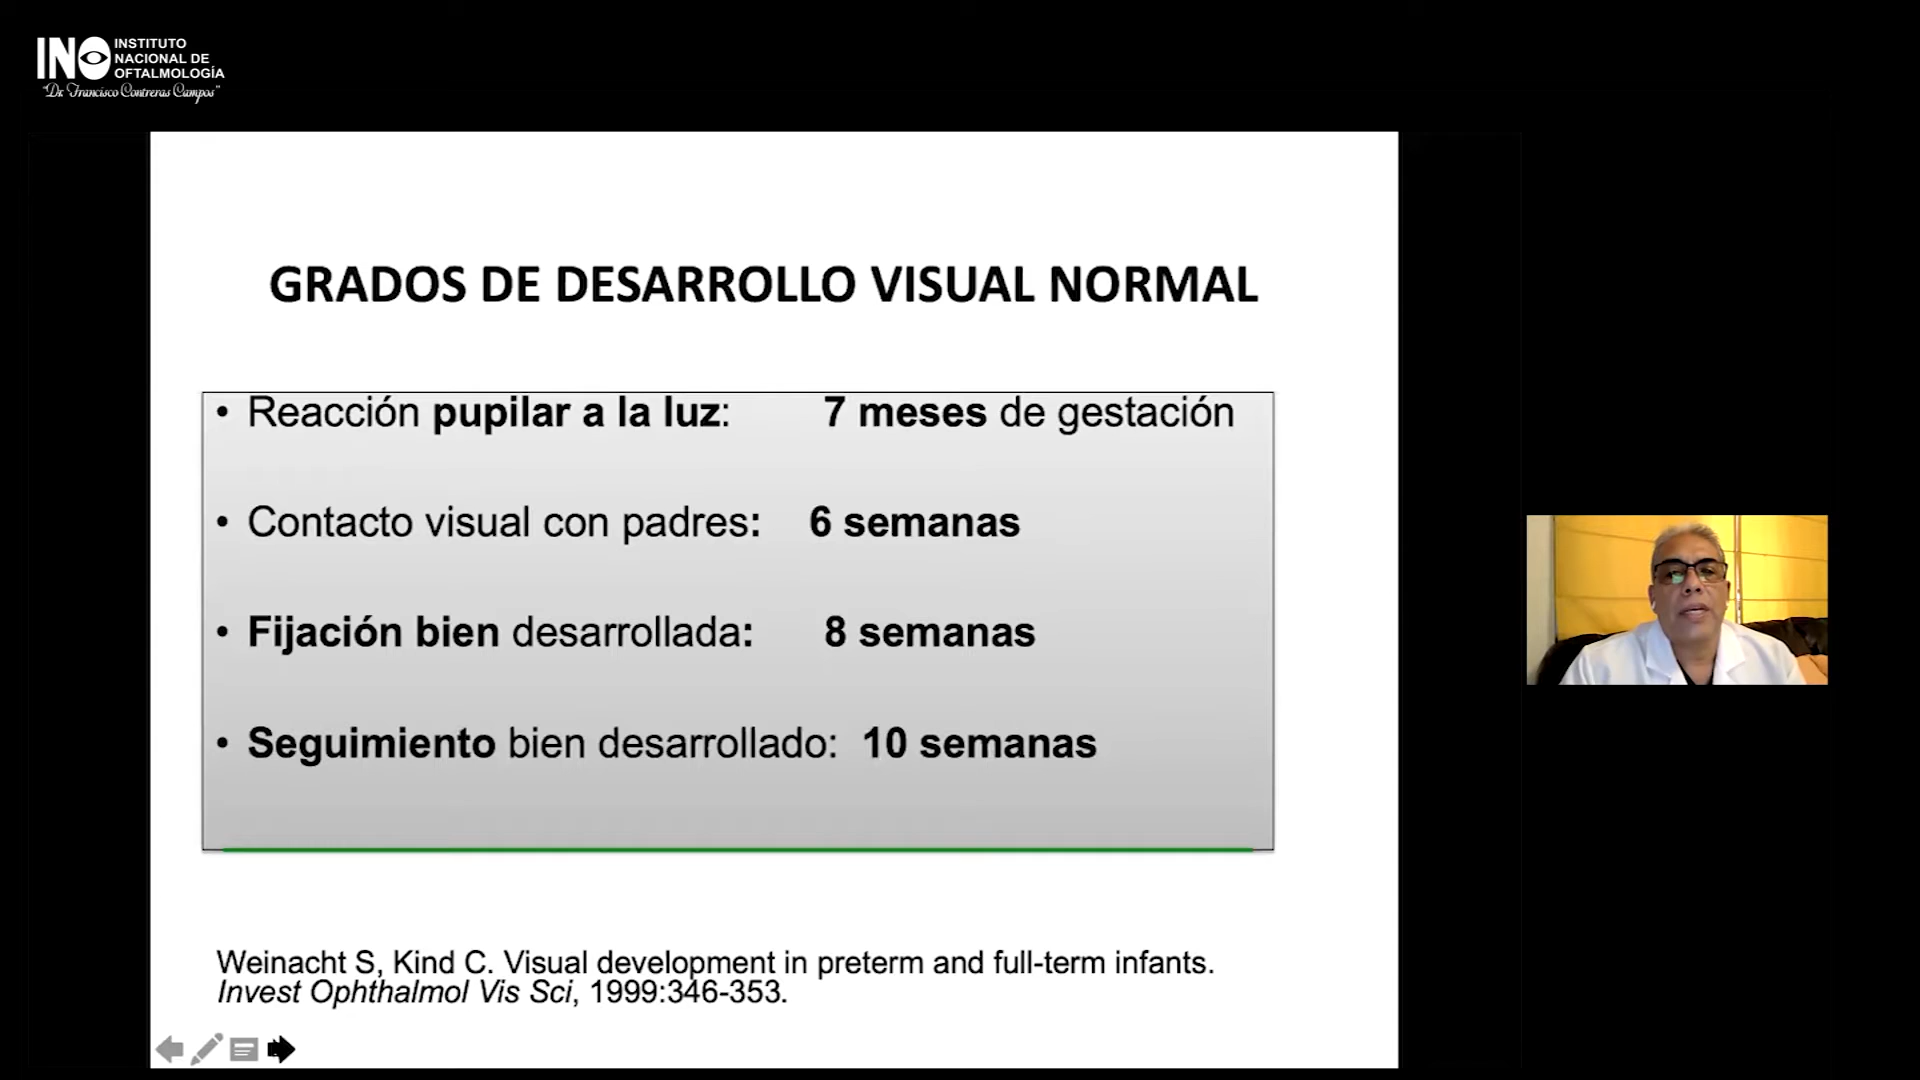 INO INSTITUTO
NACIONAL DE
OFTALMOLOGÍA
"Dr. Francisco Contreras Campos"
GRADOS DE DESARROLLO VISUAL NORMAL
• Reacción pupilar a la luz: 7 meses de gestación
• Contacto visual con padres: 6 semanas
• Fijación bien desarrollada: 8 semanas
• Seguimiento bien desarrollado: 10 semanas
Weinacht S, Kind C. Visual development in preterm and full-term infants.
Invest Ophthalmol Vis Sci, 1999:346-353.